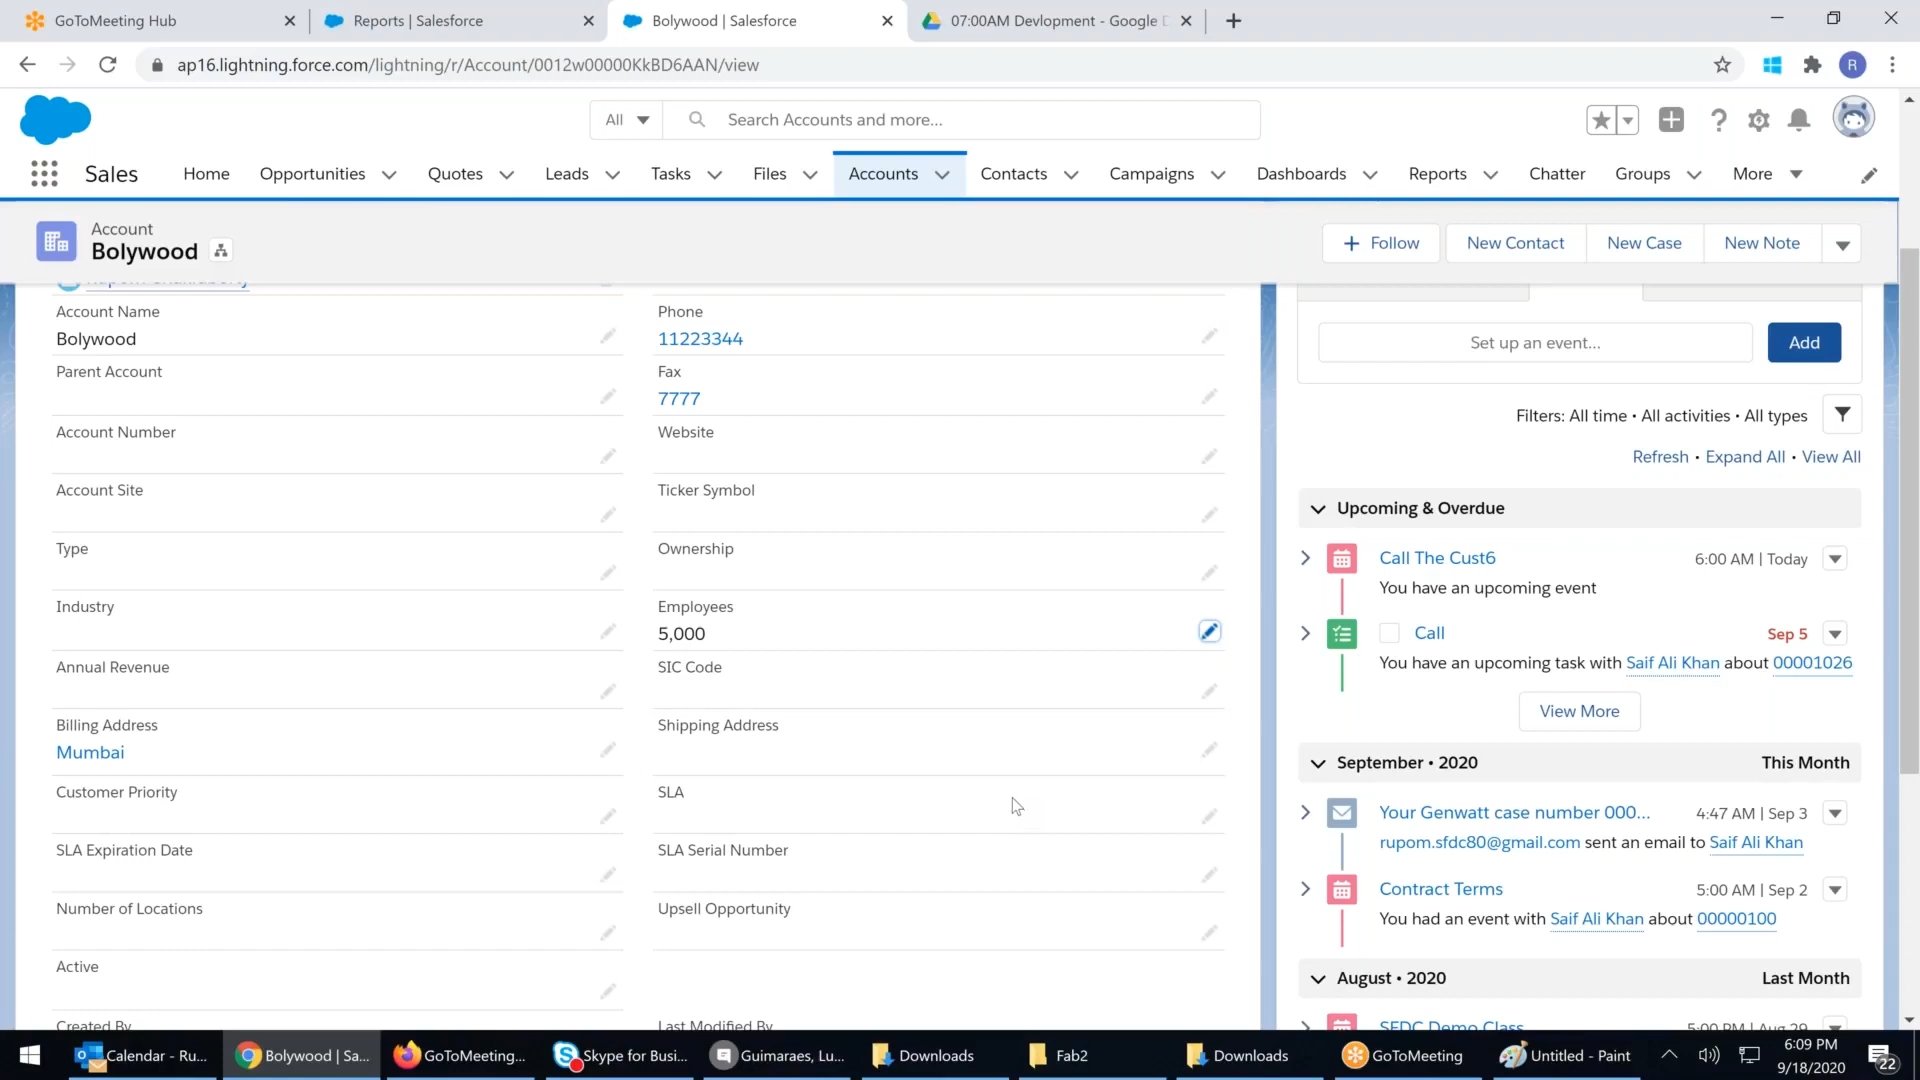 GoToMeeting Hub
Reports | Salesforce
Bolywood | Salesforce
07:00AM Devlopment - Google D
ap16.lightning.force.com/lightning/r/Account/0012w00000KkBD6AAN/view
R
All
Search Accounts and more...
Sales
Home
Opportunities
Quotes
Leads
Tasks
Files
Accounts
Contacts
Campaigns
Dashboards
Reports
Chatter
Groups
More
Account
Bolywood
Follow
New Contact
New Case
New Note
Account Name
Bolywood
Phone
11223344
Parent Account
Fax
7777
Account Number
Website
Account Site
Ticker Symbol
Type
Ownership
Industry
Employees
5,000
Annual Revenue
SIC Code
Billing Address
Mumbai
Shipping Address
Customer Priority
SLA
SLA Expiration Date
SLA Serial Number
Number of Locations
Upsell Opportunity
Active
Created By
Last Modified By
Set up an event...
Add
Filters: All time • All activities • All types
Refresh • Expand All • View All
Upcoming & Overdue
Call The Cust6
6:00 AM | Today
You have an upcoming event
Call
Sep 5
You have an upcoming task with Saif Ali Khan about 00001026
View More
September • 2020
This Month
Your Genwatt case number 000...
4:47 AM | Sep 3
rupom.sfdc80@gmail.com sent an email to Saif Ali Khan
Contract Terms
5:00 AM | Sep 2
You had an event with Saif Ali Khan about 00000100
August • 2020
Last Month
SFDC Demo Class
5:00 PM | Aug 29
Calendar - Ru...
Bolywood | Sa...
GoToMeeting...
Skype for Busi...
Guimaraes, Lu...
Downloads
Fab2
Downloads
GoToMeeting
Untitled - Paint
6:09 PM
9/18/2020
22